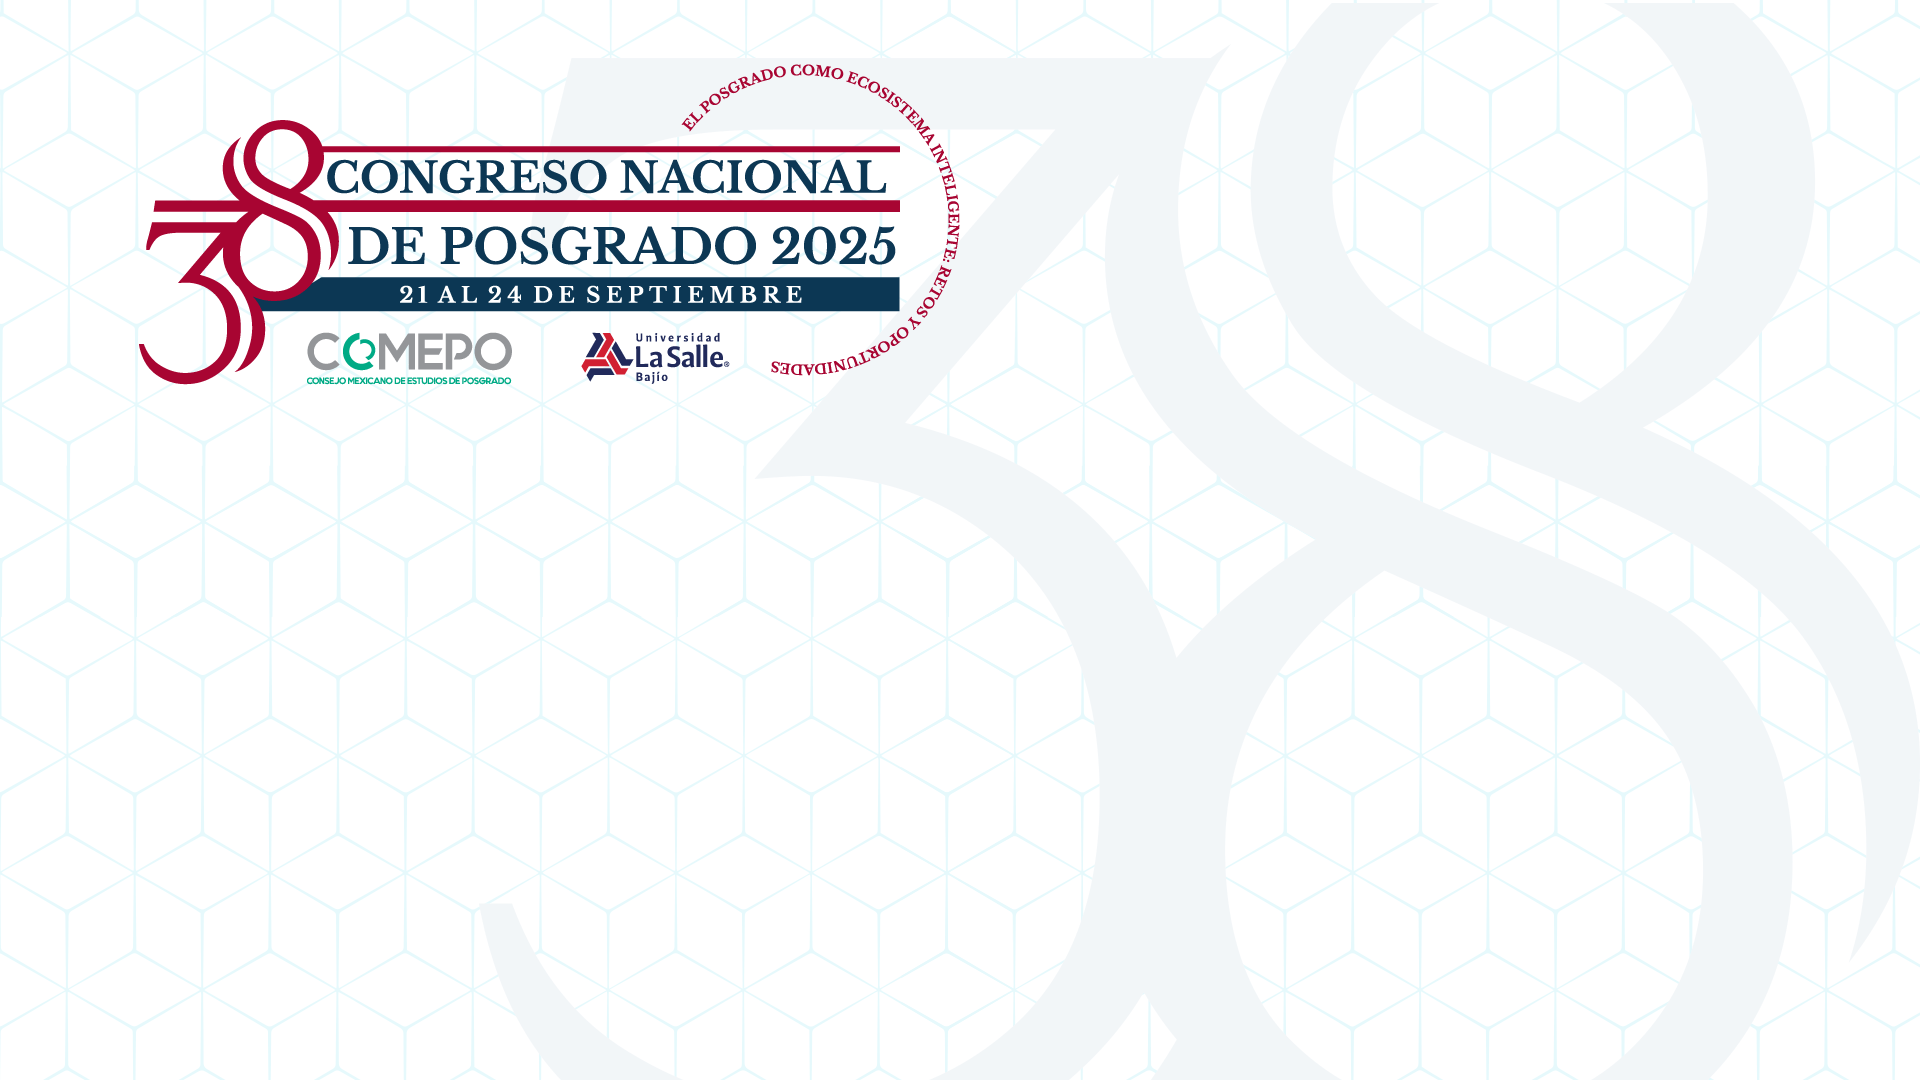 EL POSGRADO COMO ECOSISTEMA INTELIGENTE: RETOS Y OPORTUNIDADES
38 CONGRESO NACIONAL
DE POSGRADO 2025
21 AL 24 DE SEPTIEMBRE
COMEPO
CONSEJO MEXICANO DE ESTUDIOS DE POSGRADO
Universidad
La Salle®
Bajío
38